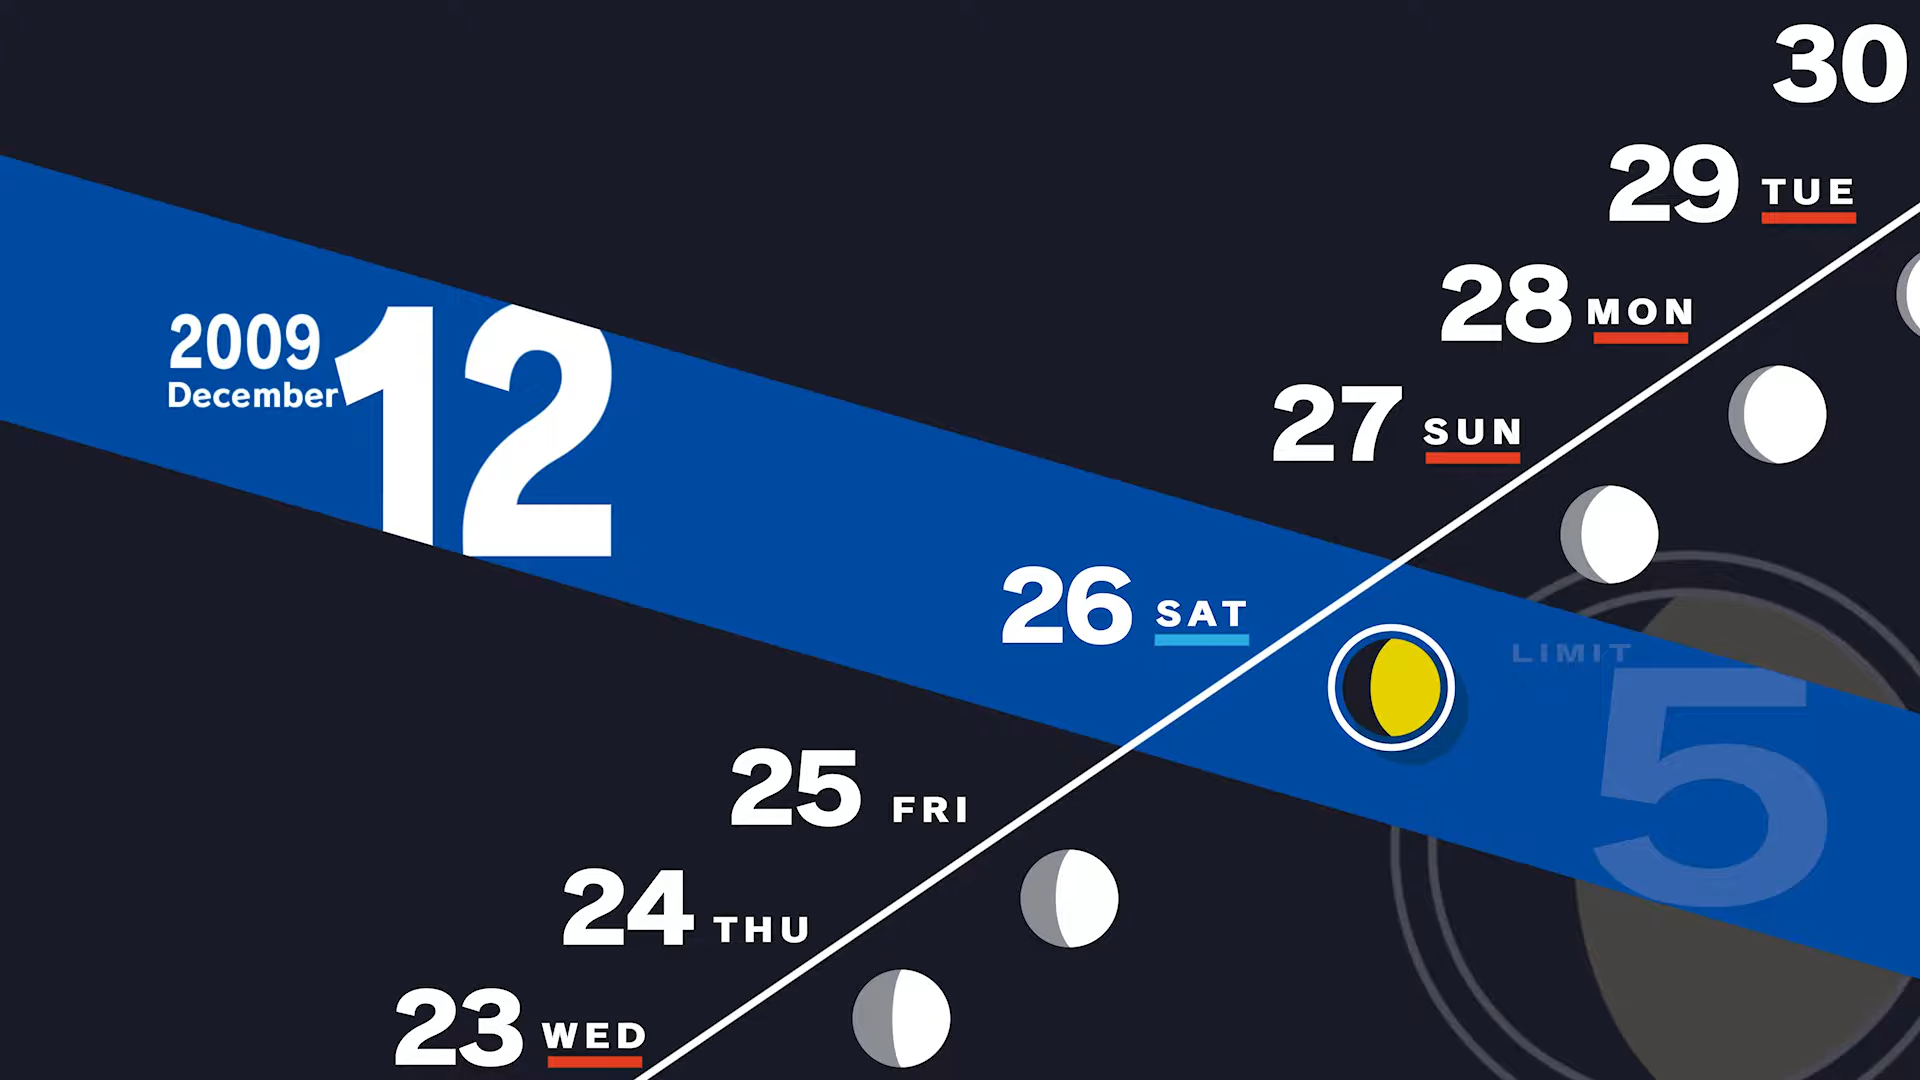 30
29 TUE
28 MON
27 SUN
2009
December
12
26 SAT
LIMIT
5
25 FRI
24 THU
23 WED